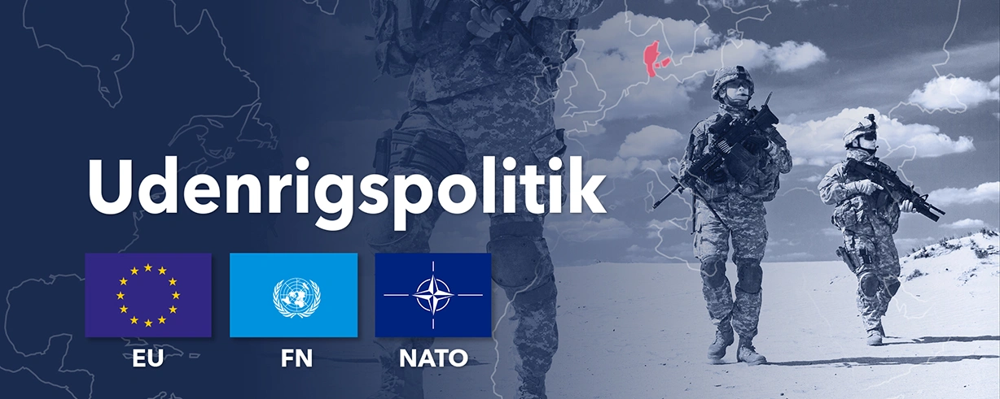 Udenrigspolitik
EU
FN
NATO